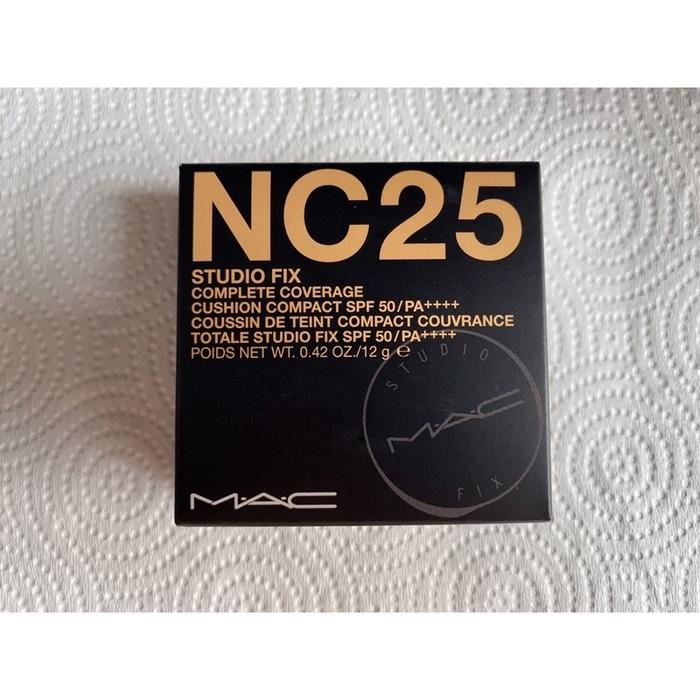 NC25
STUDIO FIX
COMPLETE COVERAGE
CUSHION COMPACT SPF 50/PA++++
COUSSIN DE TEINT COMPACT COUVRANCE
TOTALE STUDIO FIX SPF 50/PA++++
POIDS NET WT. 0.42 OZ./12 g ℮
STUDIO
M·A·C
FIX
M·A·C